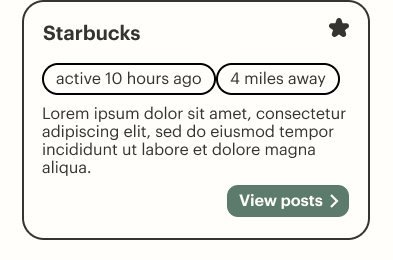 Starbucks
active 10 hours ago 4 miles away
Lorem ipsum dolor sit amet, consectetur
adipiscing elit, sed do eiusmod tempor
incididunt ut labore et dolore magna
aliqua.
View posts